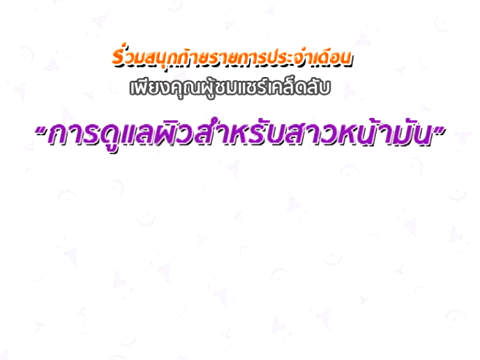 ร่วมสนุกท้ายรายการประจำเดือน
เพียงคุณผู้ชมแชร์เคล็ดลับ
"การดูแลผิวสำหรับสาวหน้ามัน"